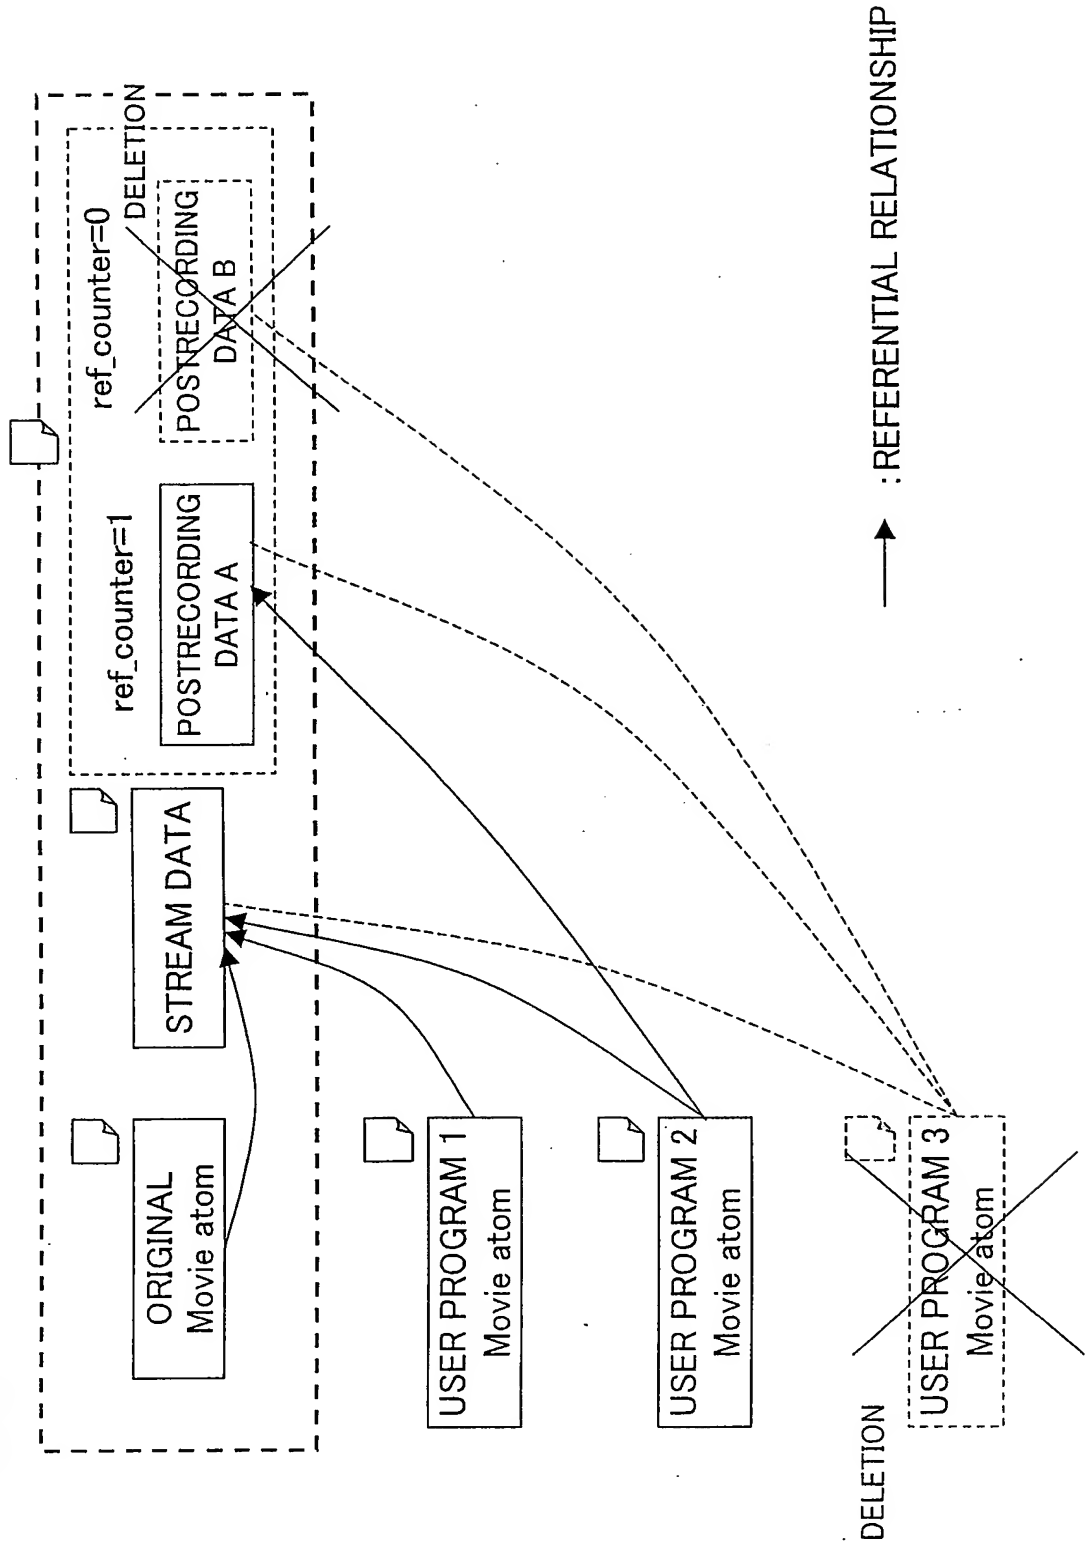 ORIGINAL
Movie atom
STREAM DATA
ref_counter=1
POSTRECORDING
DATA A
ref_counter=0
DELETION
POSTRECORDING
DATA B
USER PROGRAM 1
Movie atom
USER PROGRAM 2
Movie atom
DELETION
USER PROGRAM 3
Movie atom
:REFERENTIAL RELATIONSHIP